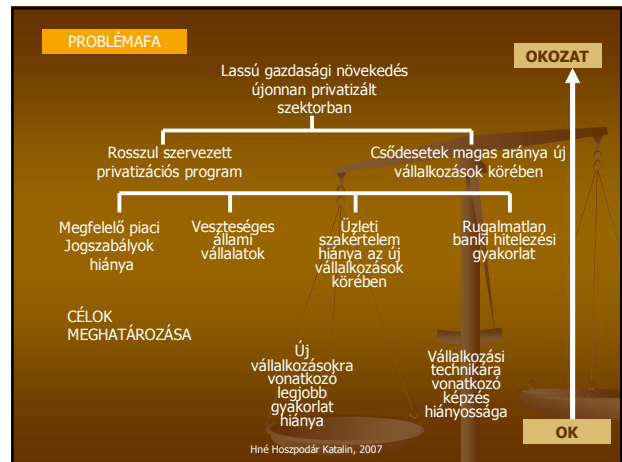 PROBLÉMAFA
OKOZAT
Lassú gazdasági növekedés
újonnan privatizált
szektorban
Rosszul szervezett
privatizációs program
Csődesetek magas aránya új
vállalkozások körében
Megfelelő piaci
Jogszabályok
hiánya
Veszteséges
állami
vállalatok
Üzleti
szakértelem
hiánya az új
vállalkozások
körében
Rugalmatlan
banki hitelezési
gyakorlat
CÉLOK
MEGHATÁROZÁSA
Új
vállalkozásokra
vonatkozó
legjobb
gyakorlat
hiánya
Vállalkozási
technikára
vonatkozó
képzés
hiányossága
OK
Hné Hoszpodár Katalin, 2007